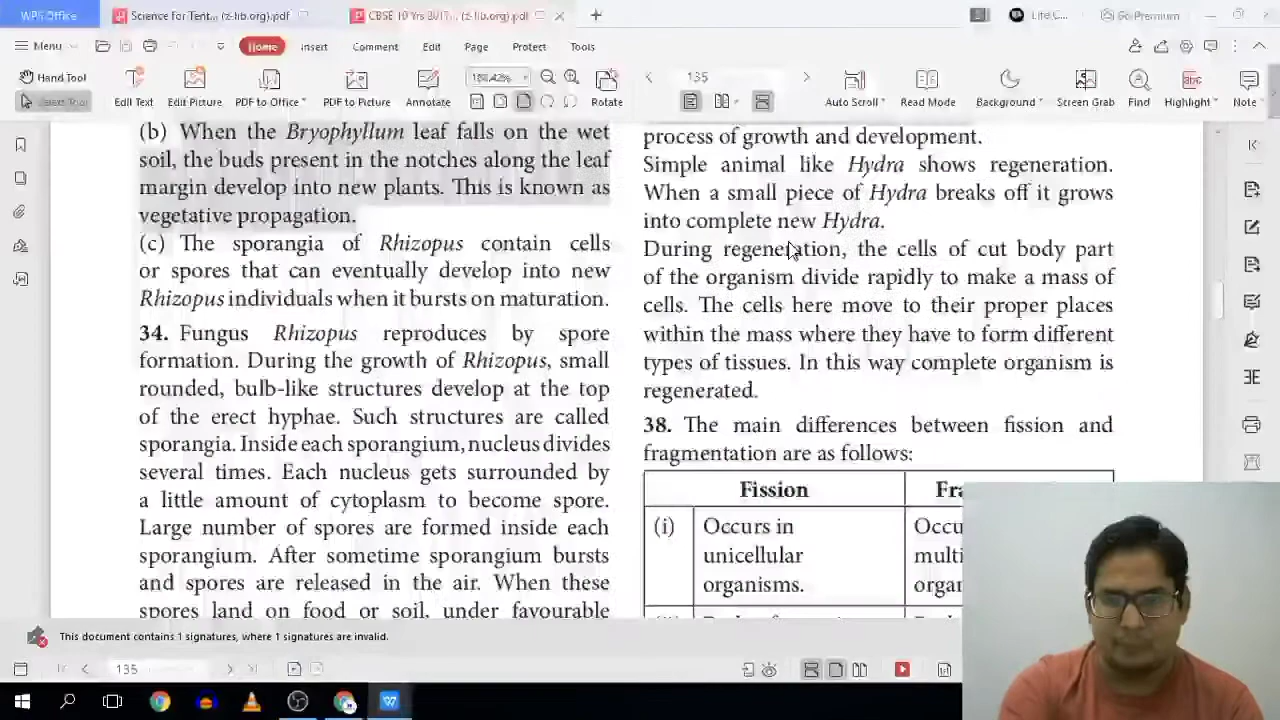 WPS Office
Science For Tent... (z-lib.org).pdf
CBSE 10 Yrs 2017... (z-lib.org).pdf
Life C...
Go Premium
Menu
Home
Insert
Comment
Edit
Page
Protect
Tools
Hand Tool
Select Tool
Edit Text
Edit Picture
PDF to Office
PDF to Picture
Annotate
Rotate
135
Auto Scroll
Read Mode
Background
Screen Grab
Find
Highlight
Note
(b) When the Bryophyllum leaf falls on the wet
soil, the buds present in the notches along the leaf
margin develop into new plants. This is known as
vegetative propagation.
(c) The sporangia of Rhizopus contain cells
or spores that can eventually develop into new
Rhizopus individuals when it bursts on maturation.
34. Fungus Rhizopus reproduces by spore
formation. During the growth of Rhizopus, small
rounded, bulb-like structures develop at the top
of the erect hyphae. Such structures are called
sporangia. Inside each sporangium, nucleus divides
several times. Each nucleus gets surrounded by
a little amount of cytoplasm to become spore.
Large number of spores are formed inside each
sporangium. After sometime sporangium bursts
and spores are released in the air. When these
spores land on food or soil, under favourable
process of growth and development.
Simple animal like Hydra shows regeneration.
When a small piece of Hydra breaks off it grows
into complete new Hydra.
During regeneration, the cells of cut body part
of the organism divide rapidly to make a mass of
cells. The cells here move to their proper places
within the mass where they have to form different
types of tissues. In this way complete organism is
regenerated.
38. The main differences between fission and
fragmentation are as follows:
Fission
Fra
(i) Occurs in
unicellular
organisms.
Occu
multi
organ
This document contains 1 signatures, where 1 signatures are invalid.
135